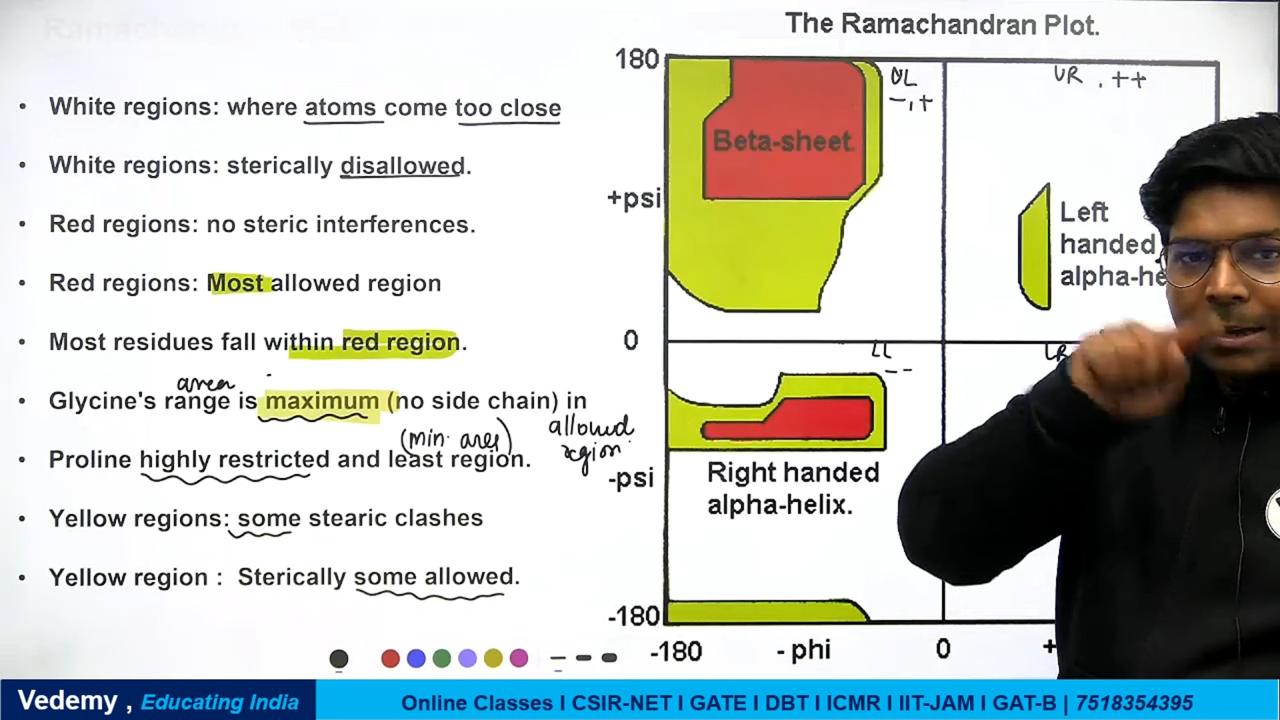 The Ramachandran Plot.
• White regions: where atoms come too close
• White regions: sterically disallowed.
• Red regions: no steric interferences.
• Red regions: Most allowed region
• Most residues fall within red region.
area
• Glycine's range is maximum (no side chain) in
allowed
region
(min. area)
• Proline highly restricted and least region.
• Yellow regions: some stearic clashes
• Yellow region : Sterically some allowed.
180
UL
-,+
UR , ++
Beta-sheet
+psi
Left
handed
alpha-he
0
LL
--
LR
-psi
Right handed
alpha-helix.
-180
-180
- phi
0
+
Vedemy , Educating India
Online Classes I CSIR-NET I GATE I DBT I ICMR I IIT-JAM I GAT-B | 7518354395